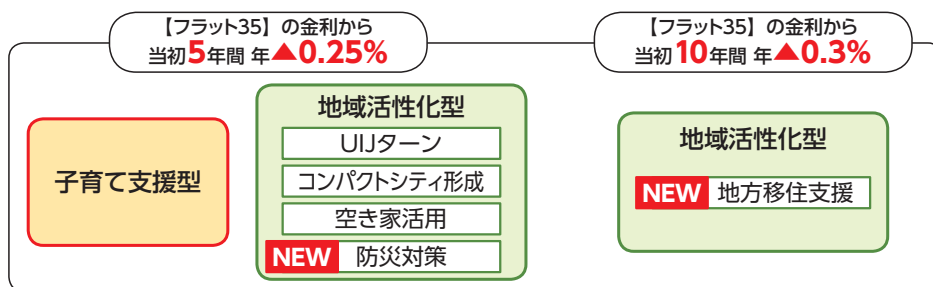 【フラット35】の金利から
当初5年間 年▲0.25%
子育て支援型
地域活性化型
UIJターン
コンパクトシティ形成
空き家活用
NEW 防災対策
【フラット35】の金利から
当初10年間 年▲0.3%
地域活性化型
NEW 地方移住支援